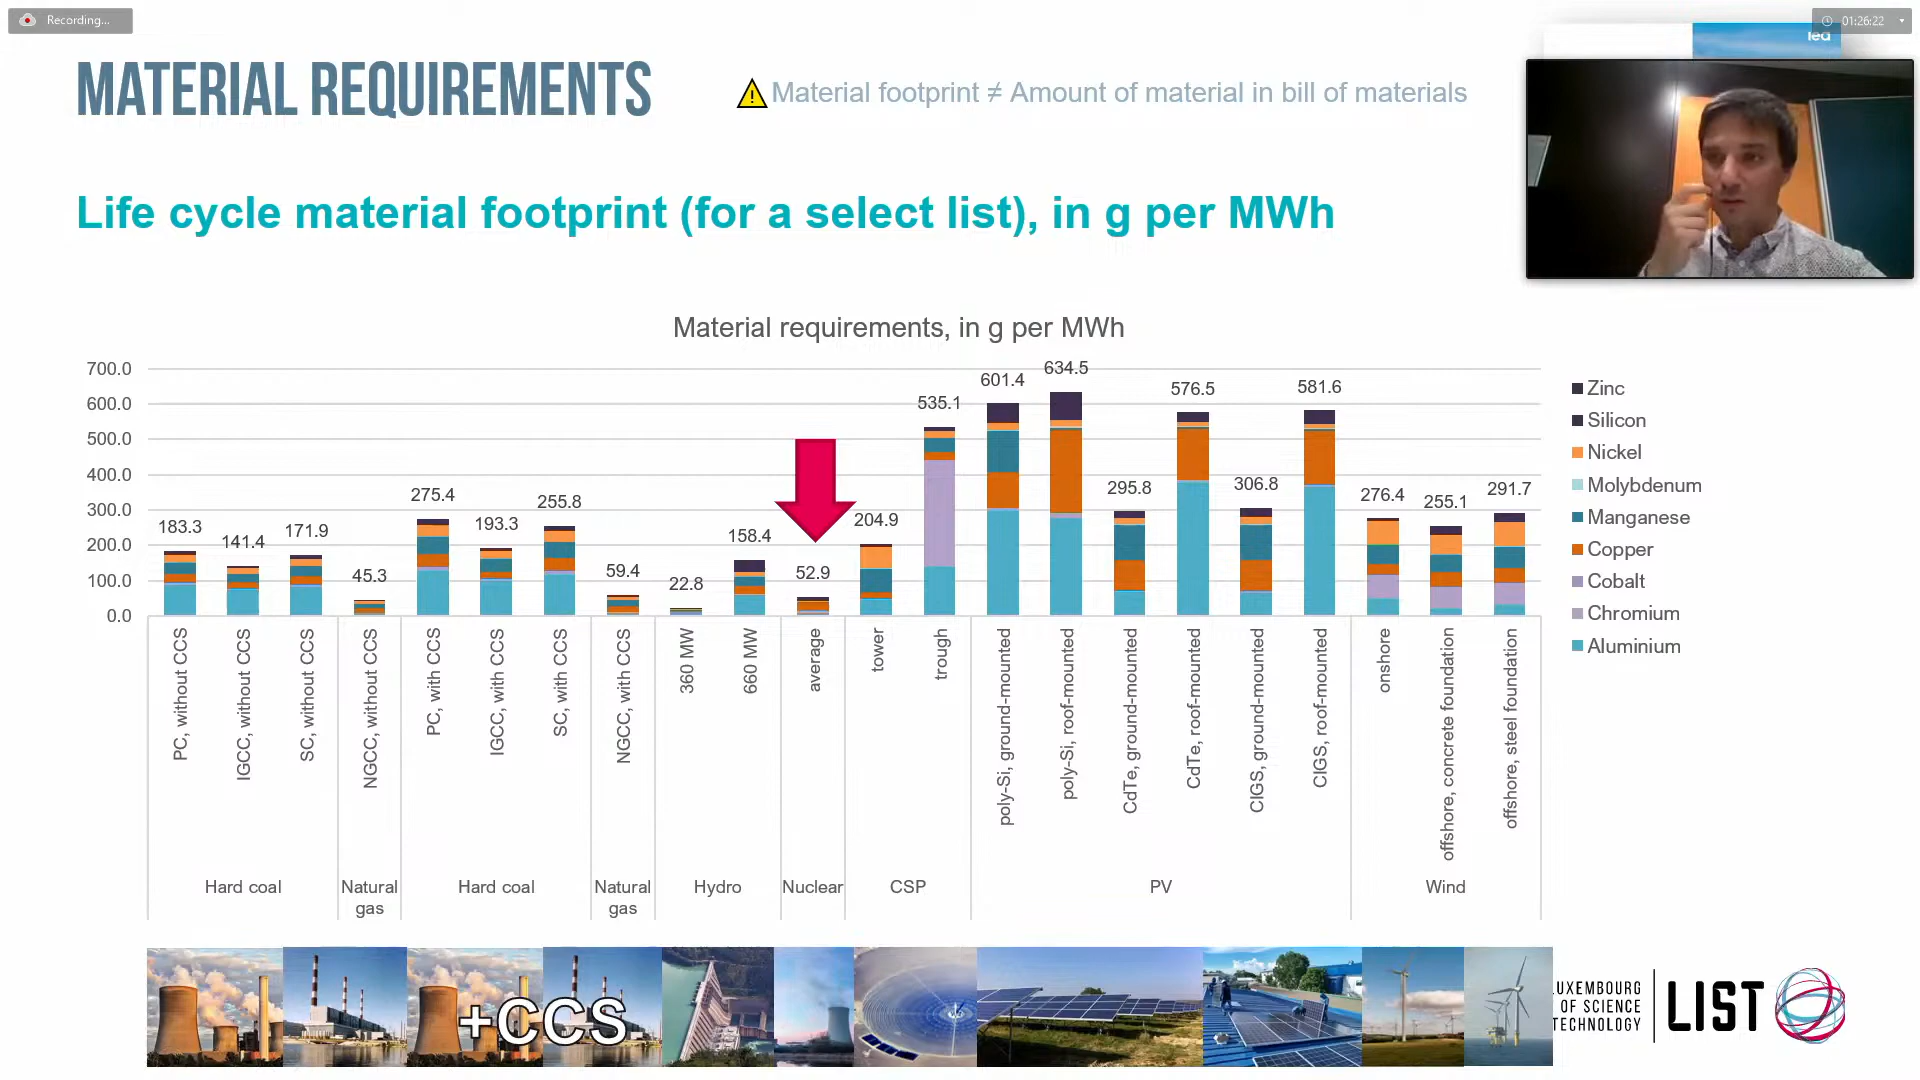 Recording...
01:26:22
iea
MATERIAL REQUIREMENTS
Material footprint ≠ Amount of material in bill of materials
Life cycle material footprint (for a select list), in g per MWh
Material requirements, in g per MWh
700.0
600.0
500.0
400.0
300.0
200.0
100.0
0.0
183.3
141.4
171.9
45.3
275.4
193.3
255.8
59.4
22.8
158.4
52.9
204.9
535.1
601.4
634.5
295.8
576.5
306.8
581.6
276.4
255.1
291.7
Zinc
Silicon
Nickel
Molybdenum
Manganese
Copper
Cobalt
Chromium
Aluminium
PC, without CCS
IGCC, without CCS
SC, without CCS
NGCC, without CCS
PC, with CCS
IGCC, with CCS
SC, with CCS
NGCC, with CCS
360 MW
660 MW
average
tower
trough
poly-Si, ground-mounted
poly-Si, roof-mounted
CdTe, ground-mounted
CdTe, roof-mounted
CIGS, ground-mounted
CIGS, roof-mounted
onshore
offshore, concrete foundation
offshore, steel foundation
Hard coal
Natural
gas
Hard coal
Natural
gas
Hydro
Nuclear
CSP
PV
Wind
+CCS
UXEMBOURG
OF SCIENCE
TECHNOLOGY
LIST